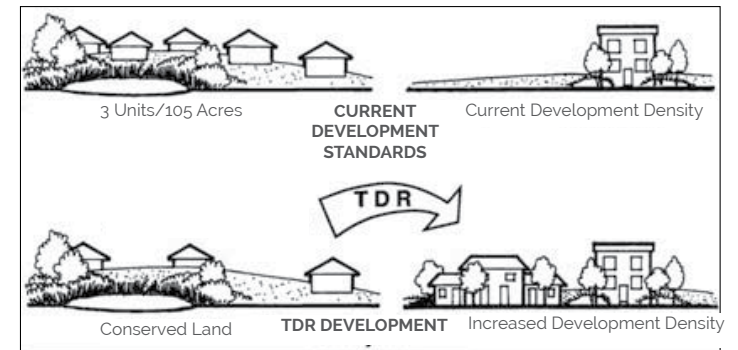 3 Units/105 Acres
CURRENT
DEVELOPMENT
STANDARDS
Current Development Density
TDR
Conserved Land
TDR DEVELOPMENT
Increased Development Density